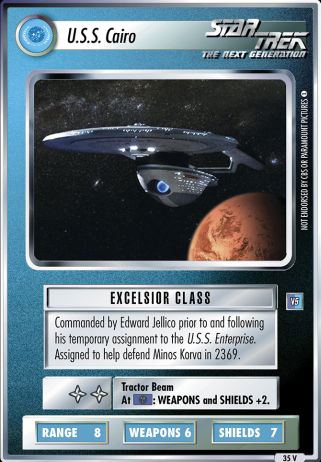 U.S.S. Cairo
STAR TREK
THE NEXT GENERATION
NOT ENDORSED BY CBS OR PARAMOUNT PICTURES 1
EXCELSIOR CLASS
VS
Commanded by Edward Jellico prior to and following
his temporary assignment to the U.S.S. Enterprise.
Assigned to help defend Minos Korva in 2369.
Tractor Beam
At : WEAPONS and SHIELDS +2.
RANGE 8 WEAPONS 6 SHIELDS 7
35 V